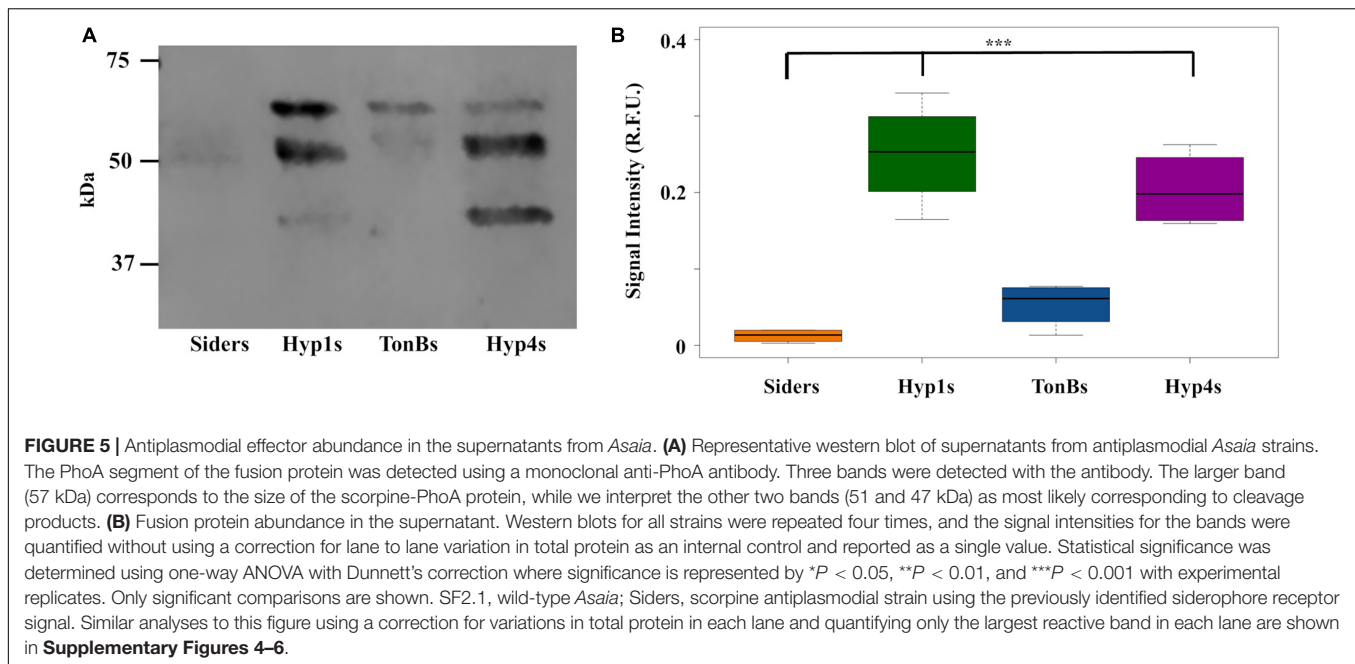 A
75
50
37
kDa
Siders Hyp1s TonBs Hyp4s
B
***
0.4
0.2
0
Signal Intensity (R.F.U.)
Siders Hyp1s TonBs Hyp4s
FIGURE 5 | Antiplasmodial effector abundance in the supernatants from Asaia. (A) Representative western blot of supernatants from antiplasmodial Asaia strains.
The PhoA segment of the fusion protein was detected using a monoclonal anti-PhoA antibody. Three bands were detected with the antibody. The larger band
(57 kDa) corresponds to the size of the scorpine-PhoA protein, while we interpret the other two bands (51 and 47 kDa) as most likely corresponding to cleavage
products. (B) Fusion protein abundance in the supernatant. Western blots for all strains were repeated four times, and the signal intensities for the bands were
quantified without using a correction for lane to lane variation in total protein as an internal control and reported as a single value. Statistical significance was
determined using one-way ANOVA with Dunnett's correction where significance is represented by *P < 0.05, **P < 0.01, and ***P < 0.001 with experimental
replicates. Only significant comparisons are shown. SF2.1, wild-type Asaia; Siders, scorpine antiplasmodial strain using the previously identified siderophore receptor
signal. Similar analyses to this figure using a correction for variations in total protein in each lane and quantifying only the largest reactive band in each lane are shown
in Supplementary Figures 4–6.